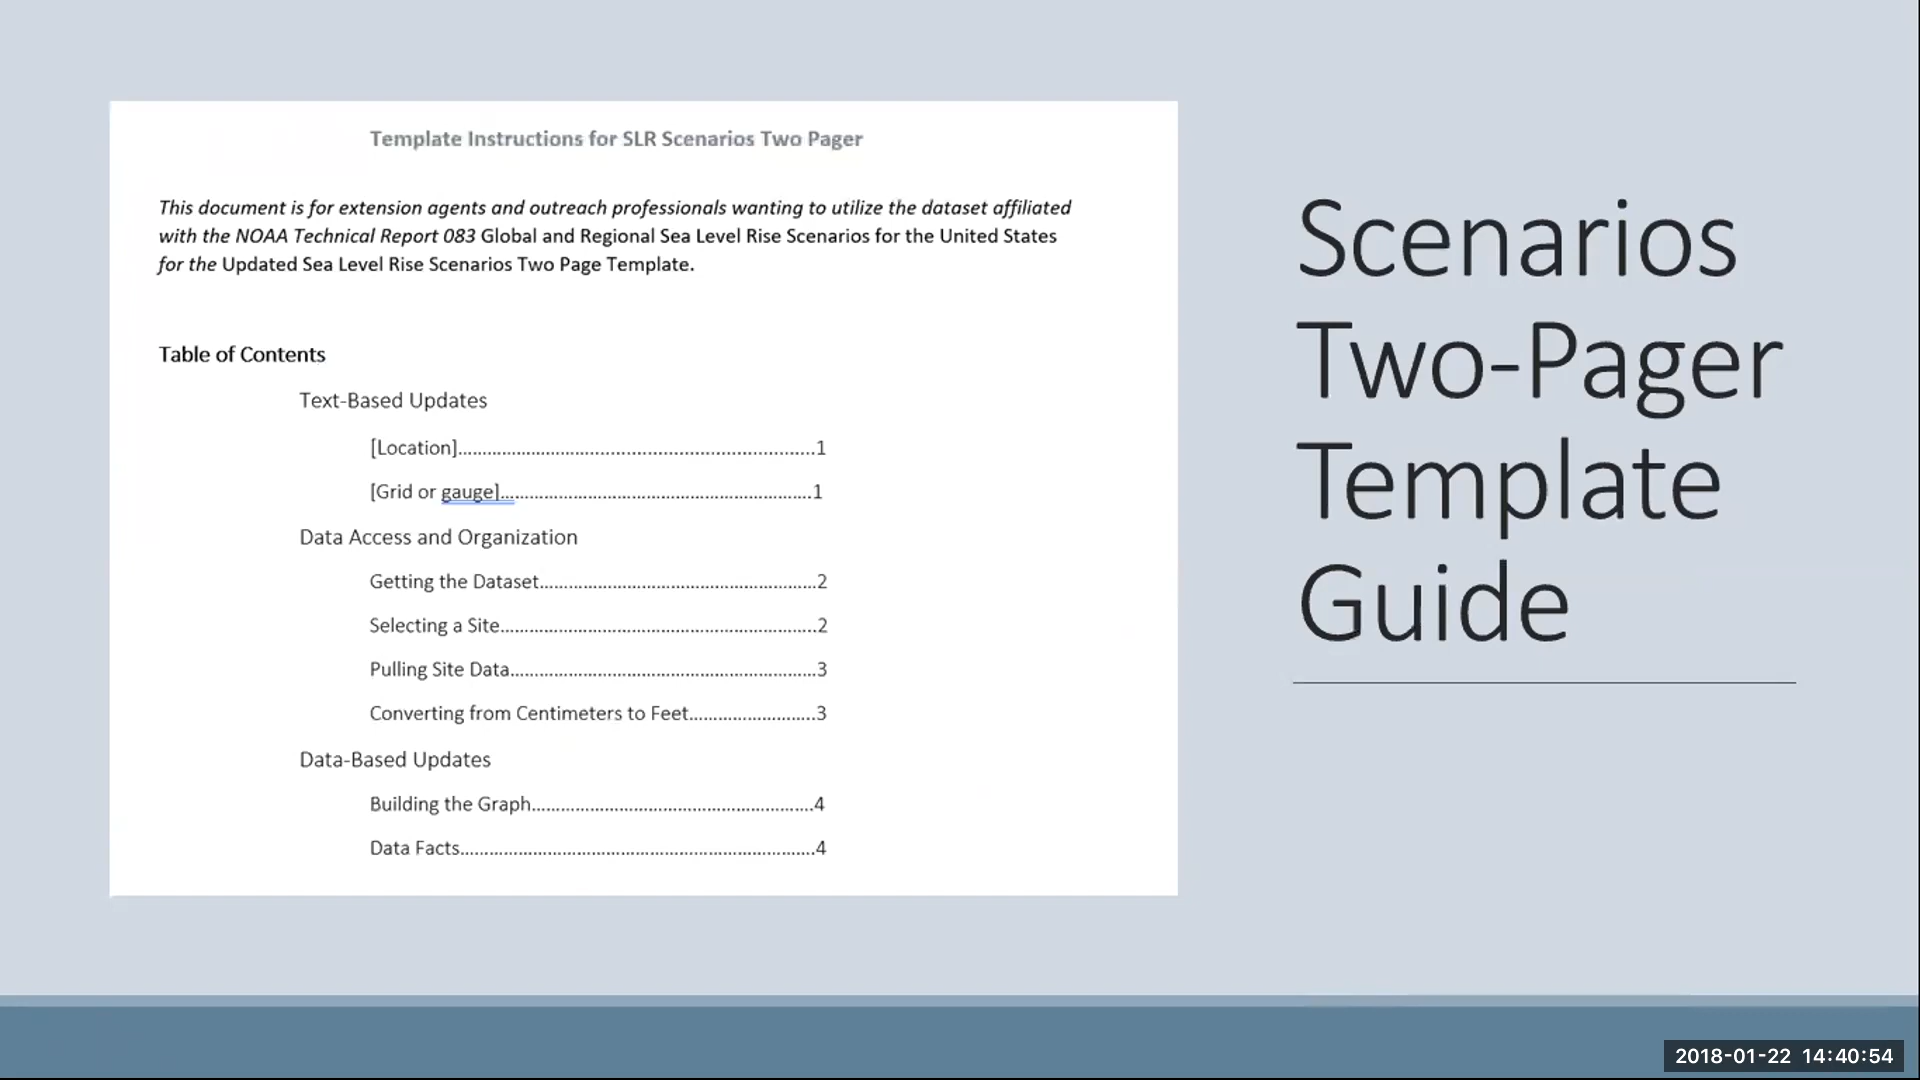 Template Instructions for SLR Scenarios Two Pager
This document is for extension agents and outreach professionals wanting to utilize the dataset affiliated
with the NOAA Technical Report 083 Global and Regional Sea Level Rise Scenarios for the United States
for the Updated Sea Level Rise Scenarios Two Page Template.
Table of Contents
Text-Based Updates
[Location]..........................................................................1
[Grid or gauge]..................................................................1
Data Access and Organization
Getting the Dataset.........................................................2
Selecting a Site.................................................................2
Pulling Site Data...............................................................3
Converting from Centimeters to Feet..........................3
Data-Based Updates
Building the Graph..........................................................4
Data Facts.........................................................................4
Scenarios
Two-Pager
Template
Guide
2018-01-22 14:40:54